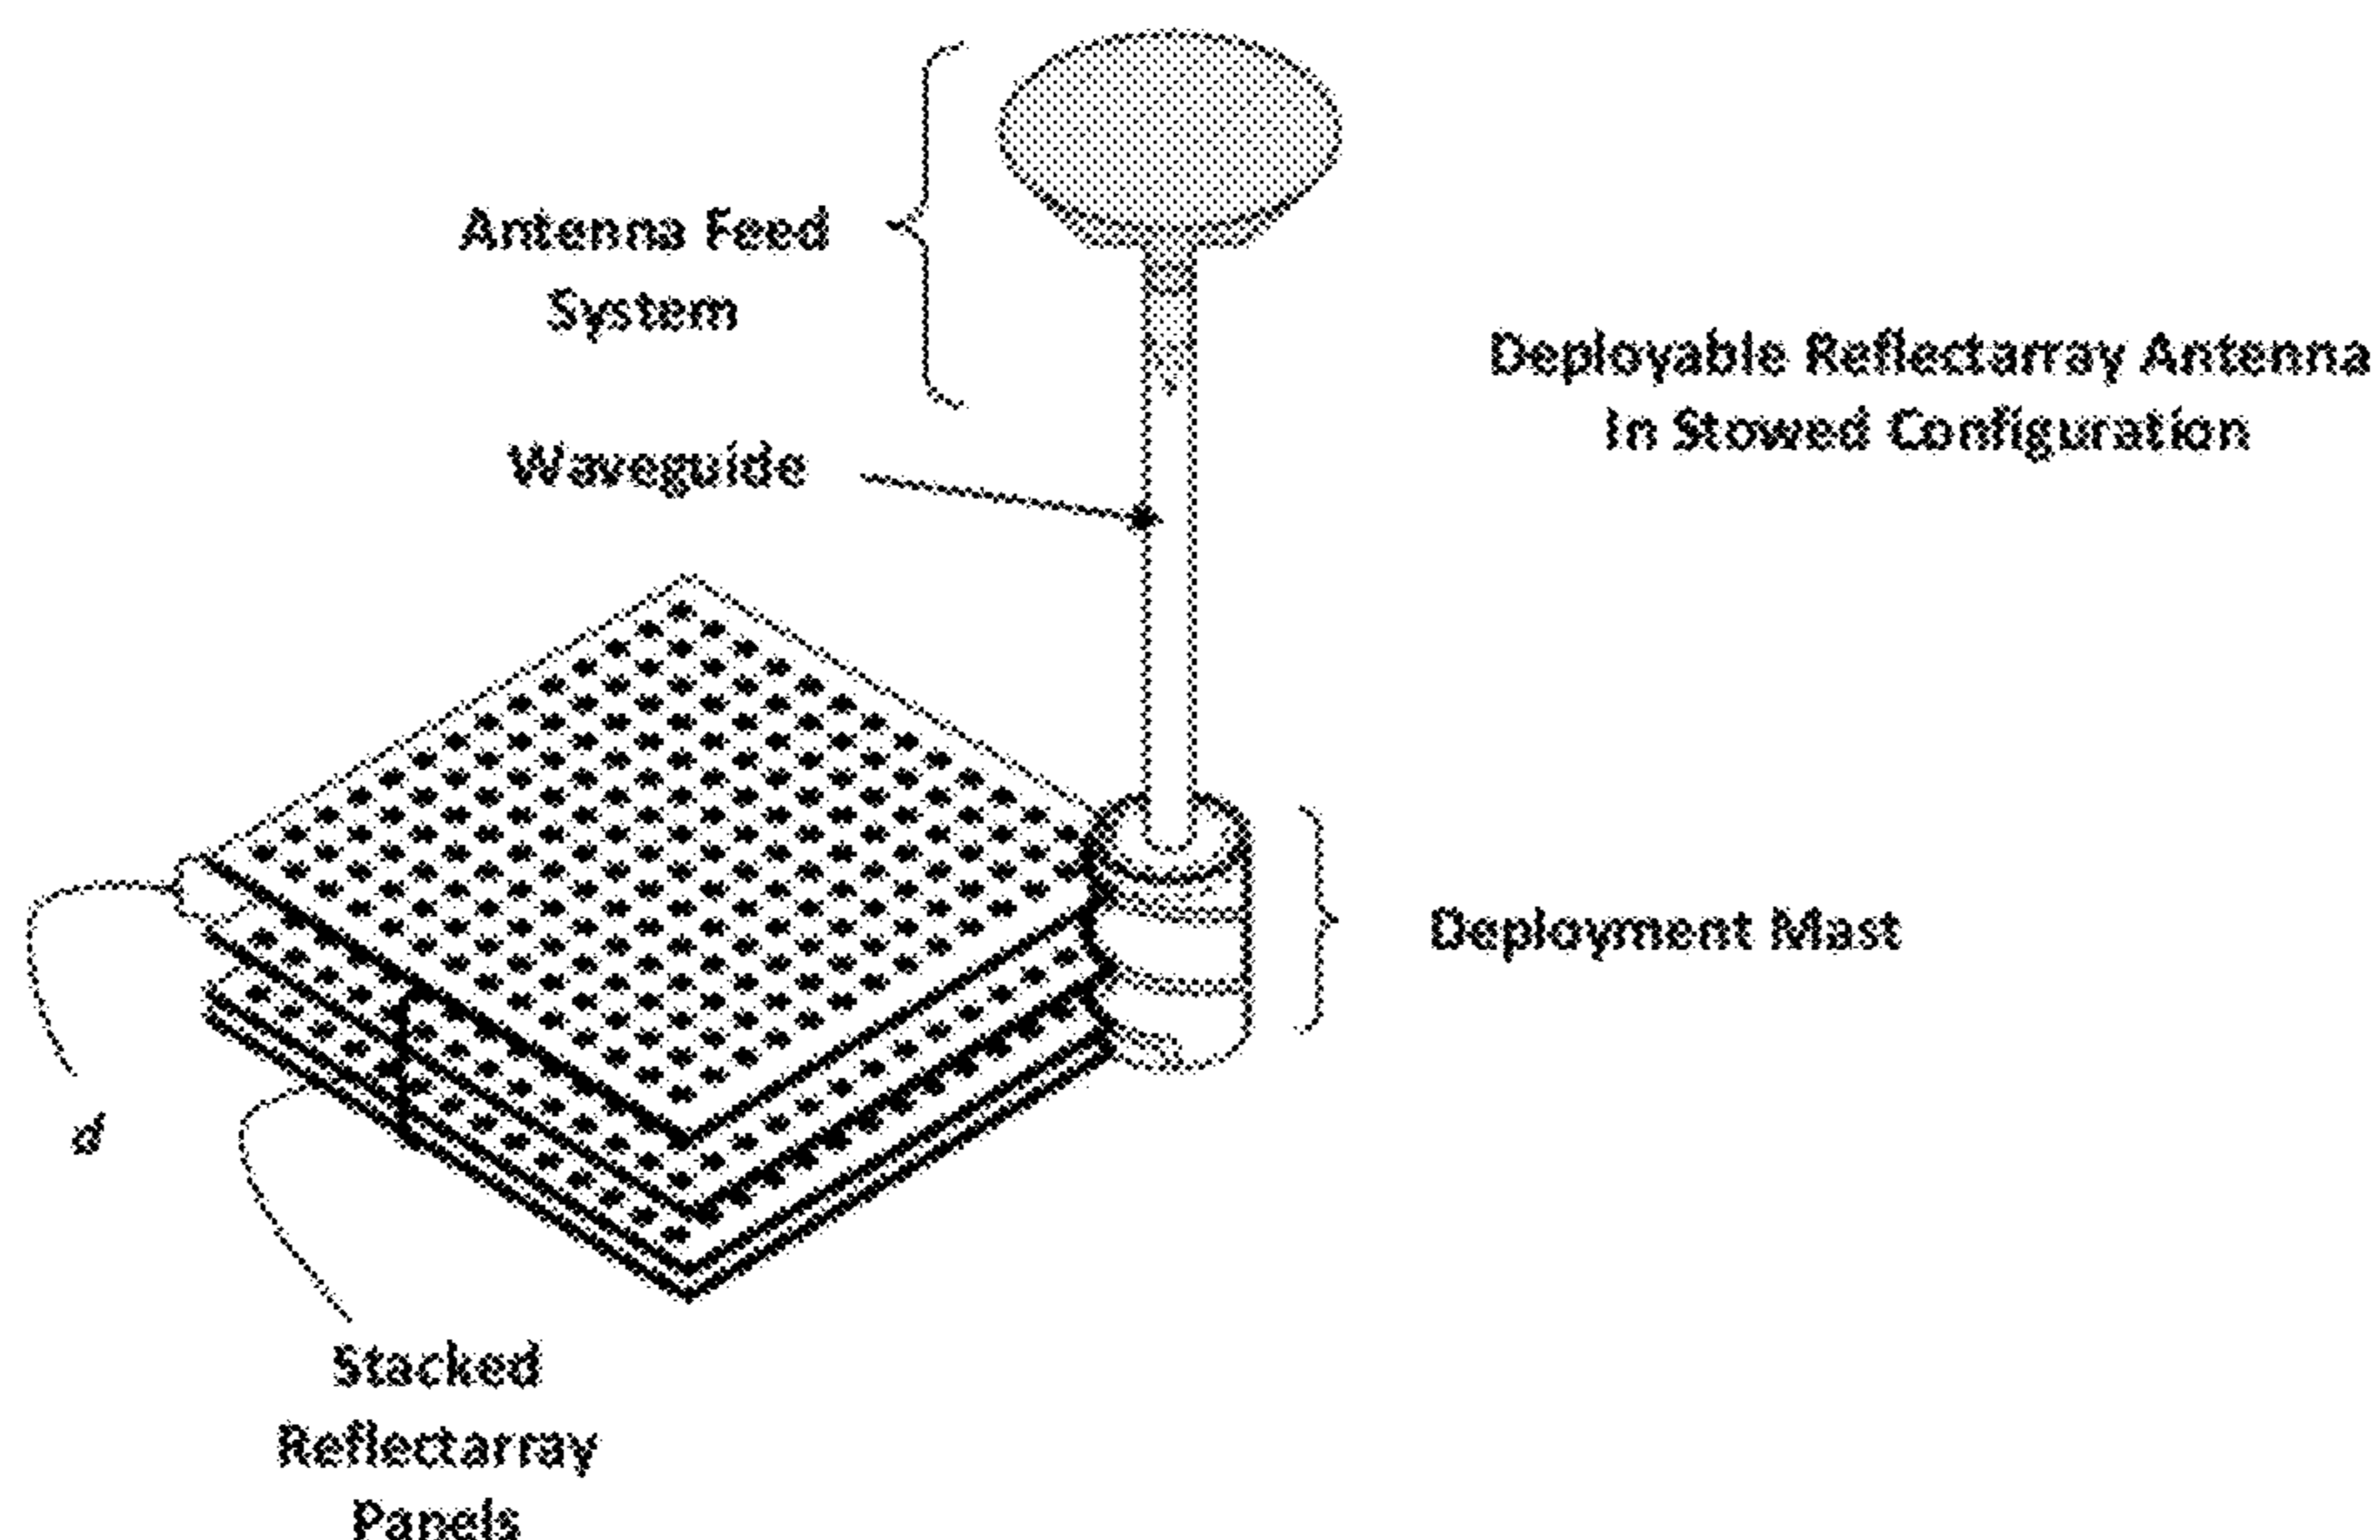 Antenna Feed
System
Deployable Reflectarray Antenna
In Stowed Configuration
Waveguide
Deployment Mast
d
Stacked
Reflectarray
Panels